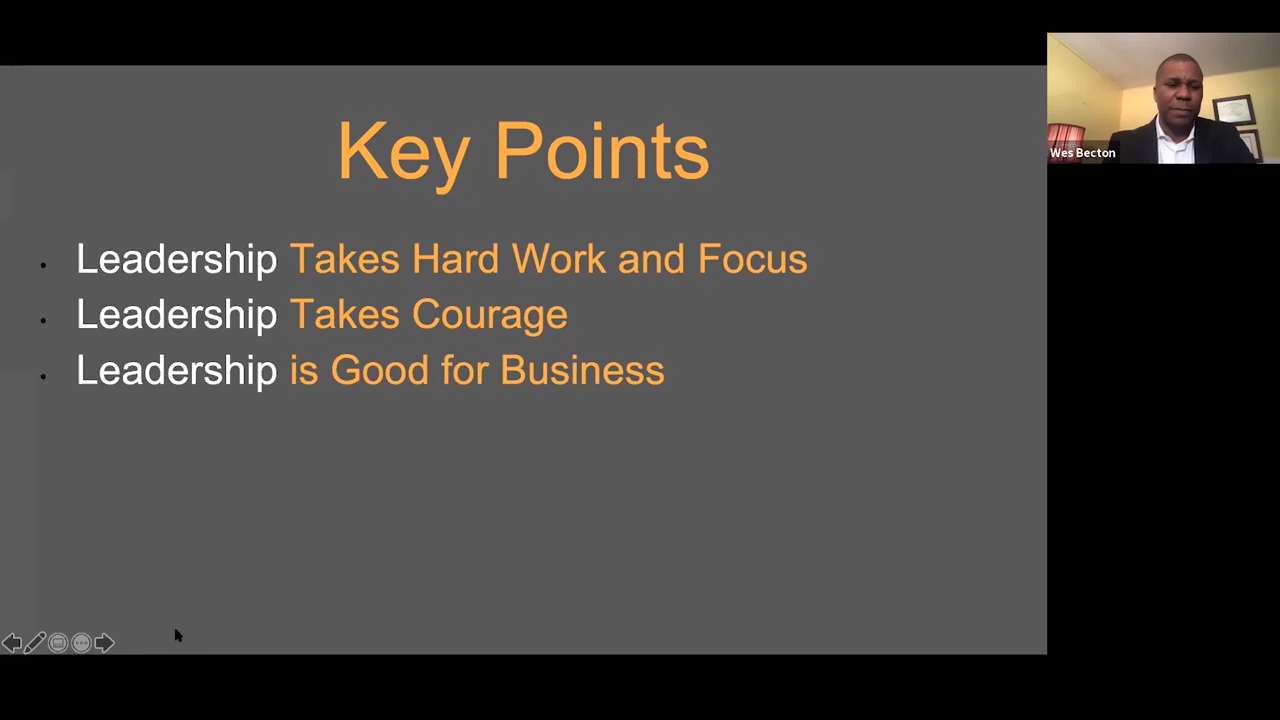 Key Points
Leadership Takes Hard Work and Focus
Leadership Takes Courage
Leadership is Good for Business
Wes Becton